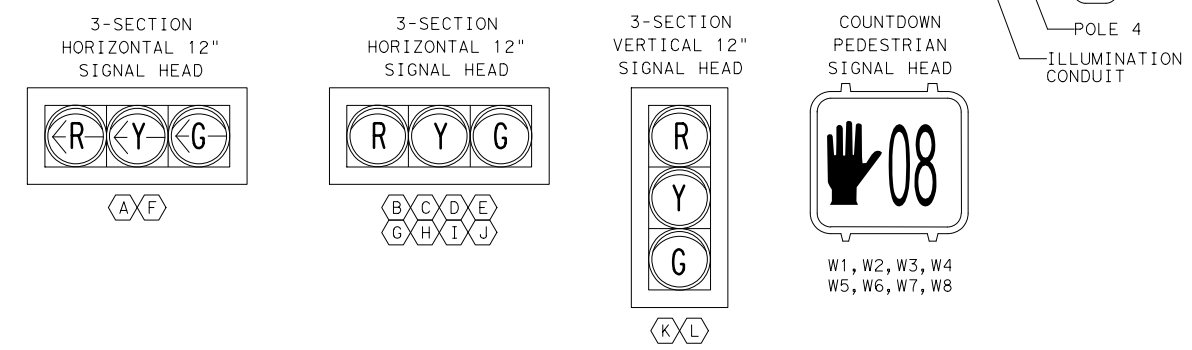 3-SECTION
HORIZONTAL 12"
SIGNAL HEAD
R Y G
A F
3-SECTION
HORIZONTAL 12"
SIGNAL HEAD
R Y G
B C D E
G H I J
3-SECTION
VERTICAL 12"
SIGNAL HEAD
R
Y
G
K L
COUNTDOWN
PEDESTRIAN
SIGNAL HEAD
08
W1, W2, W3, W4
W5, W6, W7, W8
POLE 4
ILLUMINATION
CONDUIT